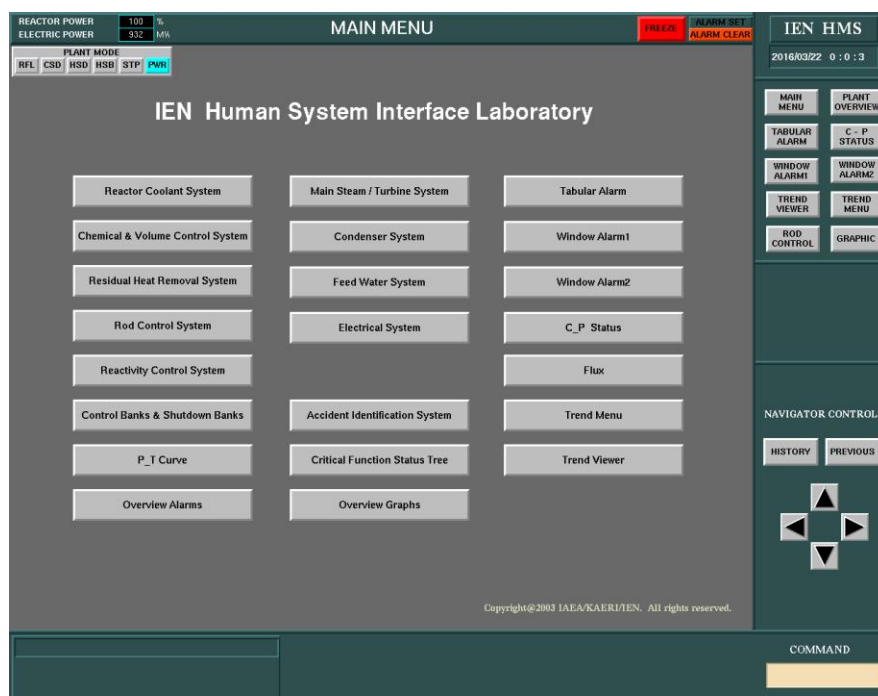 REACTOR POWER 100 %
ELECTRIC POWER 932 MW
MAIN MENU
FREEZE
ALARM SET
ALARM CLEAR
IEN HMS
PLANT MODE
RFL CSD HSD HSB STP PWR
2016/03/22 0 : 0 : 3
IEN Human System Interface Laboratory
Reactor Coolant System
Main Steam / Turbine System
Tabular Alarm
Chemical & Volume Control System
Condenser System
Window Alarm1
Residual Heat Removal System
Feed Water System
Window Alarm2
Rod Control System
Electrical System
C_P Status
Reactivity Control System
Flux
Control Banks & Shutdown Banks
Accident Identification System
Trend Menu
P_T Curve
Critical Function Status Tree
Trend Viewer
Overview Alarms
Overview Graphs
Copyright@2003 IAEA/KAERI/IEN. All rights reserved.
MAIN
MENU
PLANT
OVERVIEW
TABULAR
ALARM
C - P
STATUS
WINDOW
ALARM1
WINDOW
ALARM2
TREND
VIEWER
TREND
MENU
ROD
CONTROL
GRAPHIC
NAVIGATOR CONTROL
HISTORY
PREVIOUS
COMMAND